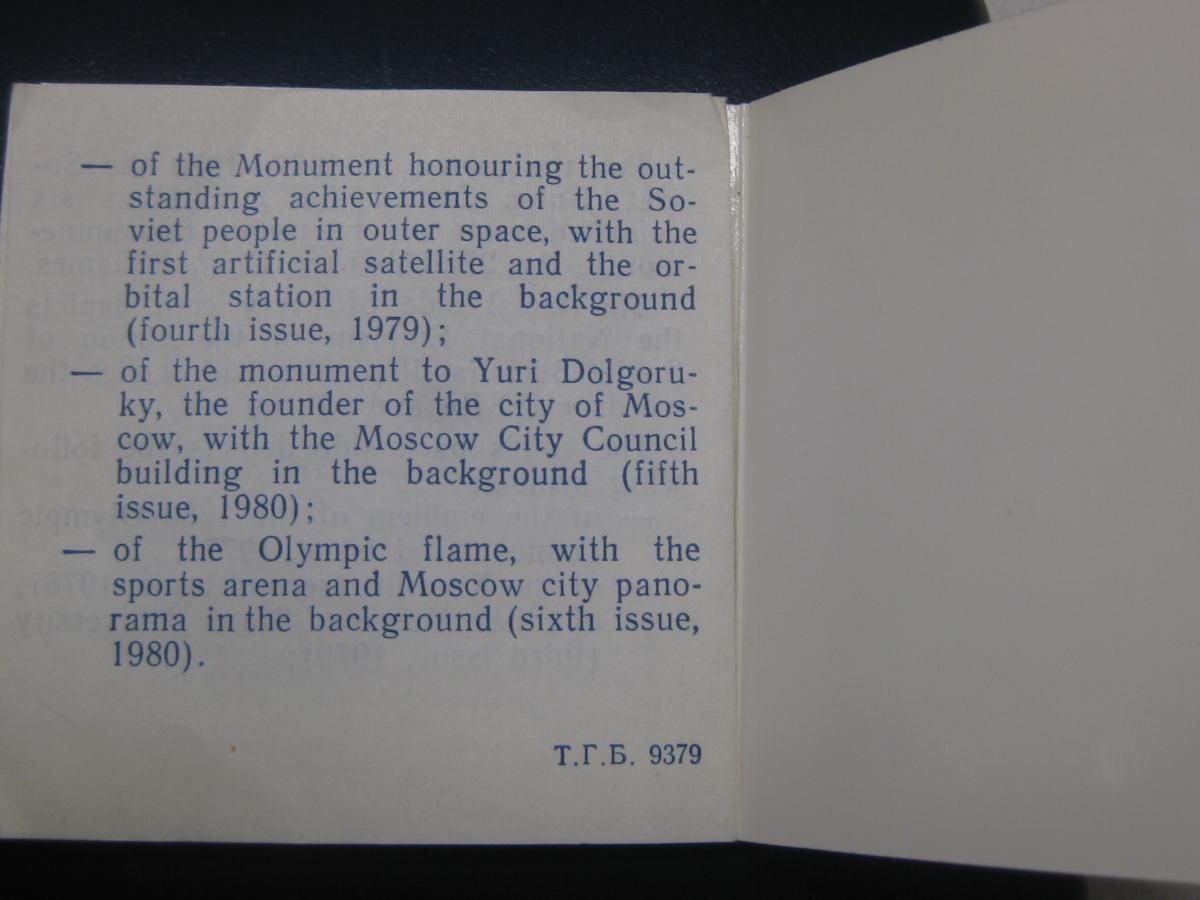 — of the Monument honouring the out-
standing achievements of the So-
viet people in outer space, with the
first artificial satellite and the or-
bital station in the background
(fourth issue, 1979);
— of the monument to Yuri Dolgoru-
ky, the founder of the city of Mos-
cow, with the Moscow City Council
building in the background (fifth
issue, 1980);
— of the Olympic flame, with the
sports arena and Moscow city pano-
rama in the background (sixth issue,
1980).
Т.Г.Б. 9379